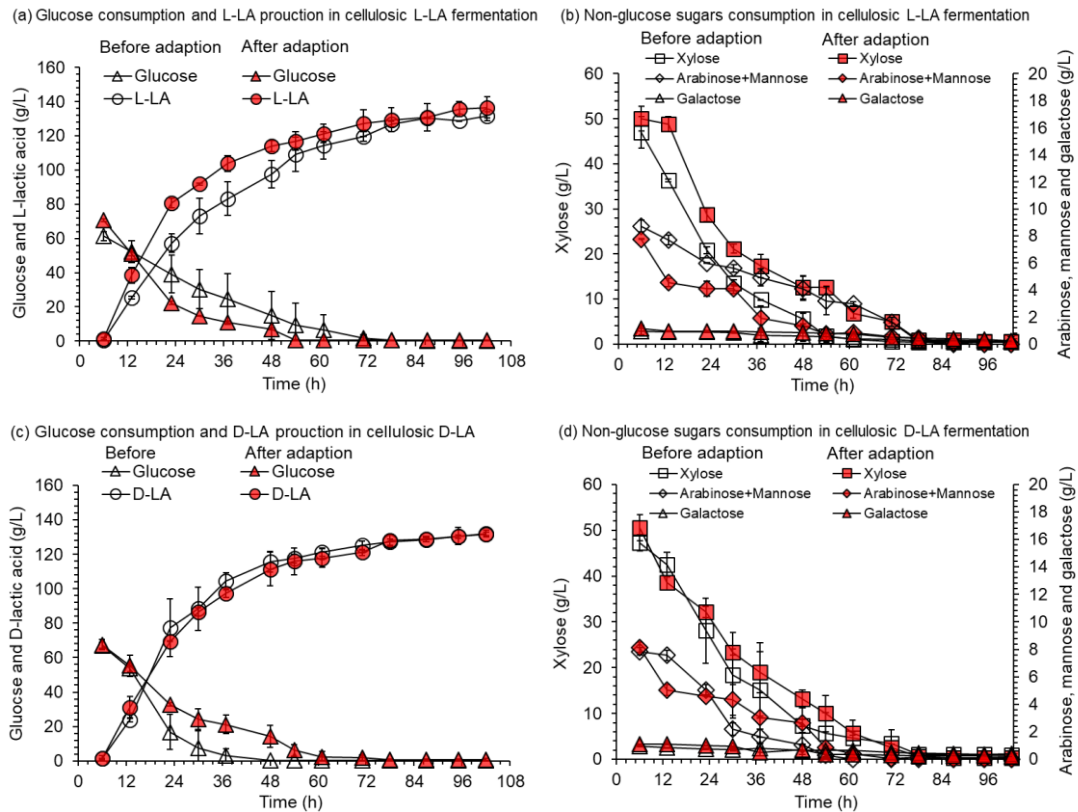 (a) Glucose consumption and L-LA prouction in cellulosic L-LA fermentation
Before adaption After adaption
Glucose Glucose
L-LA L-LA
160
140
120
100
80
60
40
20
0
Gluocse and L-lactic acid (g/L)
0 12 24 36 48 60 72 84 96 108
Time (h)
(b) Non-glucose sugars consumption in cellulosic L-LA fermentation
Before adaption After adaption
Xylose Xylose
Arabinose+Mannose Arabinose+Mannose
Galactose Galactose
60
50
40
30
20
10
0
Xylose (g/L)
20
18
16
14
12
10
8
6
4
2
0
Arabinose, mannose and galactose (g/L)
0 12 24 36 48 60 72 84 96
Time (h)
(c) Glucose consumption and D-LA prouction in cellulosic D-LA
Before After adaption
Glucose Glucose
D-LA D-LA
160
140
120
100
80
60
40
20
0
Gluocse and D-lactic acid (g/L)
0 12 24 36 48 60 72 84 96 108
Time (h)
(d) Non-glucose sugars consumption in cellulosic D-LA fermentation
Before adaption After adaption
Xylose Xylose
Arabinose+Mannose Arabinose+Mannose
Galactose Galactose
60
50
40
30
20
10
0
Xylose (g/L)
20
18
16
14
12
10
8
6
4
2
0
Arabinose, mannose and galactose (g/L)
0 12 24 36 48 60 72 84 96
Time (h)